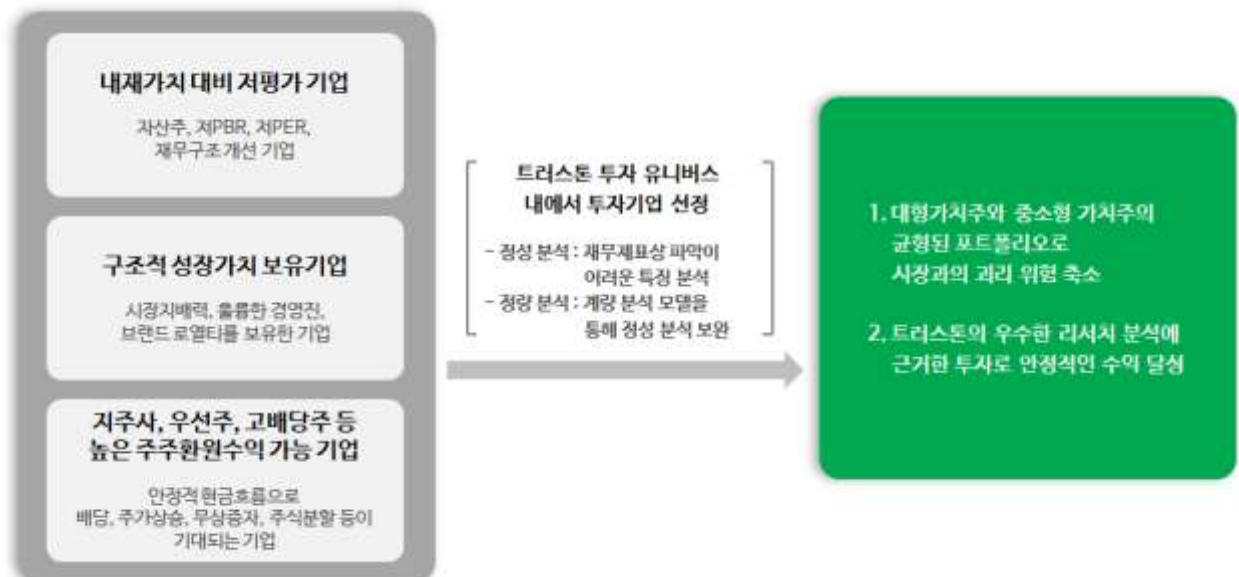 내재가치 대비 저평가 기업
자산주, 저PBR, 저PER,
재무구조 개선 기업
구조적 성장가치 보유기업
시장지배력, 훌륭한 경영진,
브랜드 로열티를 보유한 기업
지주사, 우선주, 고배당주 등
높은 주주환원수익 가능 기업
안정적 현금흐름으로
배당, 주가상승, 무상증자, 주식분할 등이
기대되는 기업
트러스톤 투자 유니버스
내에서 투자기업 선정
- 정성 분석 : 재무제표상 파악이
어려운 특징 분석
- 정량 분석 : 계량 분석 모델을
통해 정성 분석 보완
1. 대형가치주와 중소형 가치주의
균형된 포트폴리오로
시장과의 괴리 위험 축소
2. 트러스톤의 우수한 리서치 분석에
근거한 투자로 안정적인 수익 달성